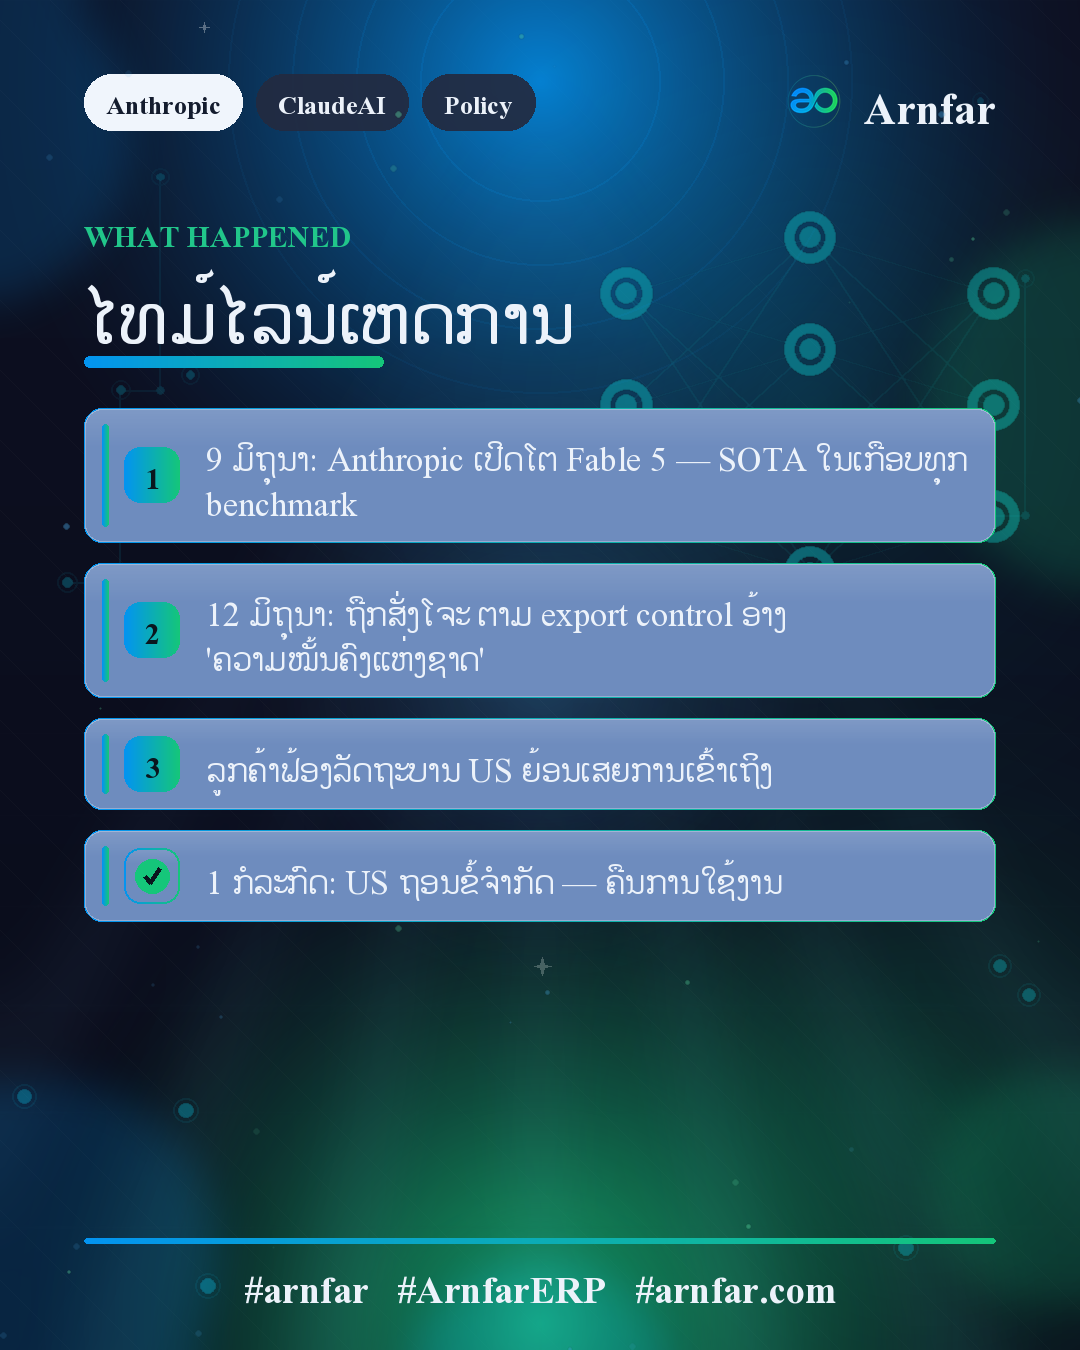 Anthropic ClaudeAI Policy
Arnfar
WHAT HAPPENED
ໄທມ໌ໄລນ໌ເຫດການ
1 9 ມິຖຸນາ: Anthropic ເປີດໂຕ Fable 5 — SOTA ໃນເກືອບທຸກ
benchmark
2 12 ມິຖຸນາ: ຖືກສັ່ງໂຈະ ຕາມ export control ອ້າງ
'ຄວາມໝັ້ນຄົງແຫ່ງຊາດ'
3 ລູກຄ້າຟ້ອງລັດຖະບານ US ຍ້ອນເສຍການເຂົ້າເຖິງ
1 ກໍລະກົດ: US ຖອນຂໍ້ຈຳກັດ — ຄືນການໃຊ້ງານ
#arnfar #ArnfarERP #arnfar.com